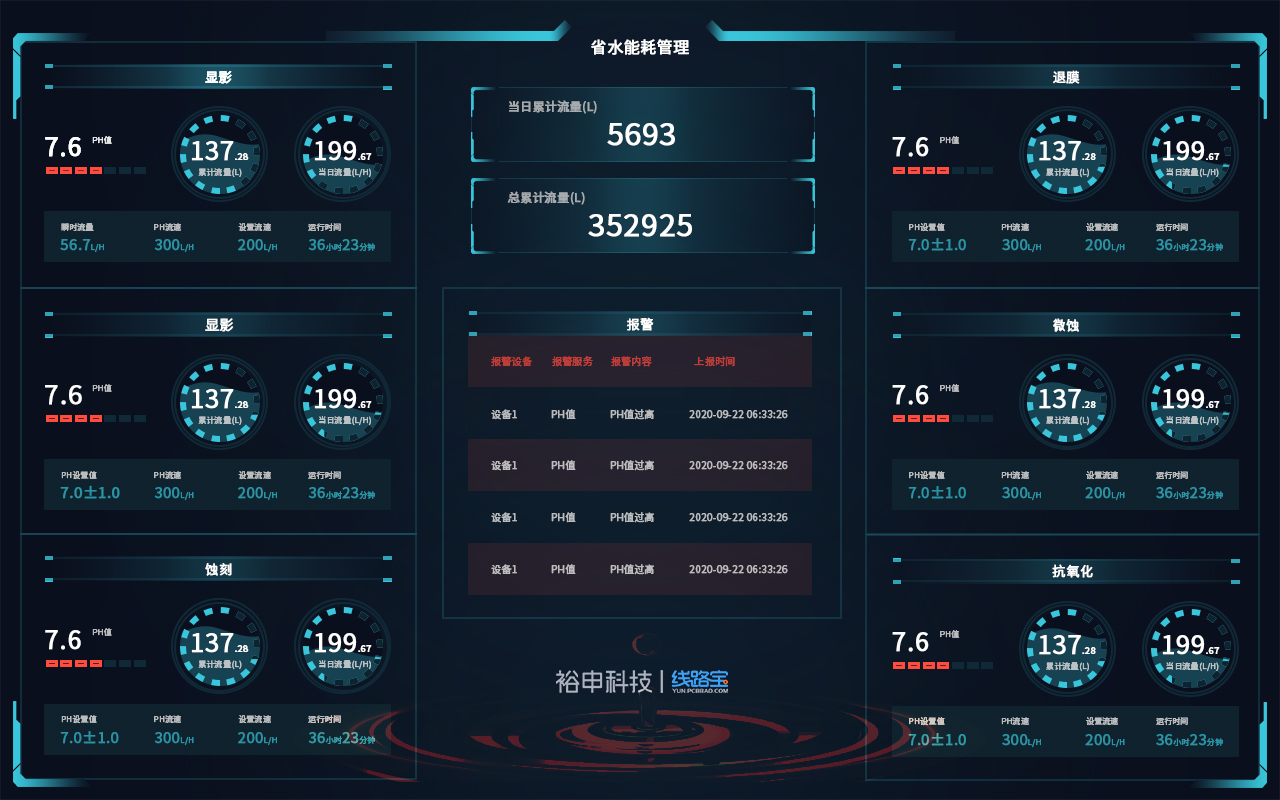 省水能耗管理
显影
7.6 PH值
137.28
累计流量(L)
199.67
当日流量(L/H)
瞬时流量 PH流速 设置流速 运行时间
56.7L/H 300L/H 200L/H 36小时23分钟
显影
7.6 PH值
137.28
累计流量(L)
199.67
当日流量(L/H)
PH设置值 PH流速 设置流速 运行时间
7.0±1.0 300L/H 200L/H 36小时23分钟
蚀刻
7.6 PH值
137.28
累计流量(L)
199.67
当日流量(L/H)
PH设置值 PH流速 设置流速 运行时间
7.0±1.0 300L/H 200L/H 36小时23分钟
当日累计流量(L)
5693
总累计流量(L)
352925
报警
报警设备 报警服务 报警内容 上报时间
设备1 PH值 PH值过高 2020-09-22 06:33:26
设备1 PH值 PH值过高 2020-09-22 06:33:26
设备1 PH值 PH值过高 2020-09-22 06:33:26
设备1 PH值 PH值过高 2020-09-22 06:33:26
裕申科技 | 线路宝
YUN.PCBBAO.COM
退膜
7.6 PH值
137.28
累计流量(L)
199.67
当日流量(L/H)
PH设置值 PH流速 设置流速 运行时间
7.0±1.0 300L/H 200L/H 36小时23分钟
微蚀
7.6 PH值
137.28
累计流量(L)
199.67
当日流量(L/H)
PH设置值 PH流速 设置流速 运行时间
7.0±1.0 300L/H 200L/H 36小时23分钟
抗氧化
7.6 PH值
137.28
累计流量(L)
199.67
当日流量(L/H)
PH设置值 PH流速 设置流速 运行时间
7.0±1.0 300L/H 200L/H 36小时23分钟